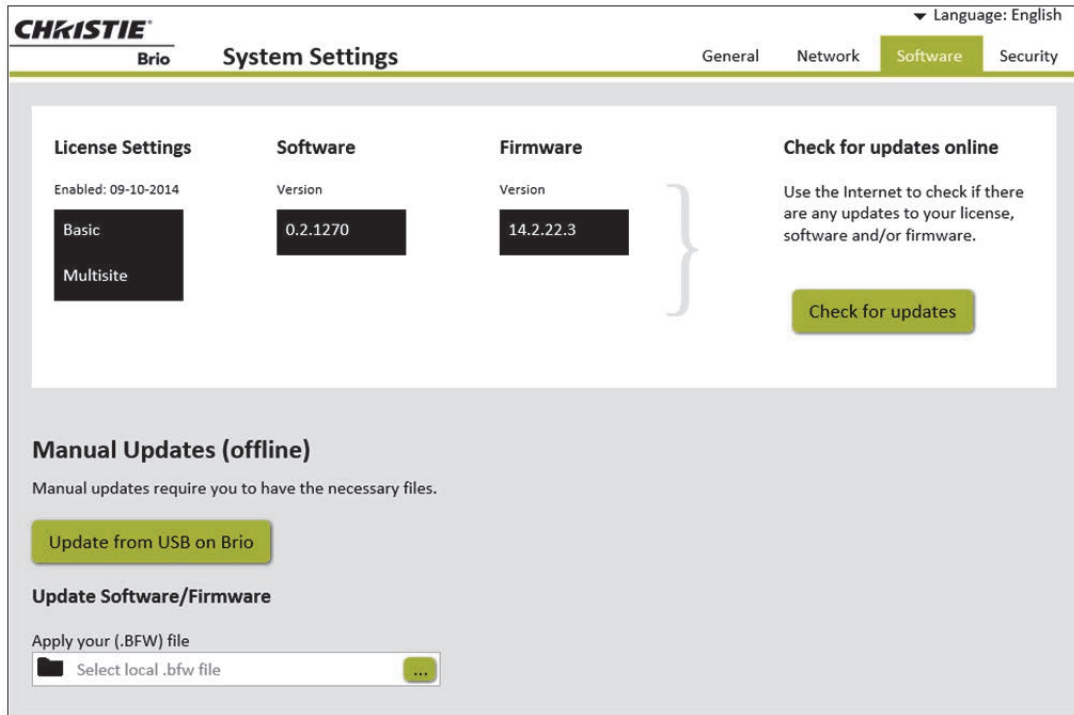 Language: English
CHRISTIE
Brio
System Settings
General Network Software Security
License Settings
Enabled: 09-10-2014
Basic
Multisite
Software
Version
0.2.1270
Firmware
Version
14.2.22.3
Check for updates online
Use the Internet to check if there
are any updates to your license,
software and/or firmware.
Check for updates
Manual Updates (offline)
Manual updates require you to have the necessary files.
Update from USB on Brio
Update Software/Firmware
Apply your (.BFW) file
Select local .bfw file
...